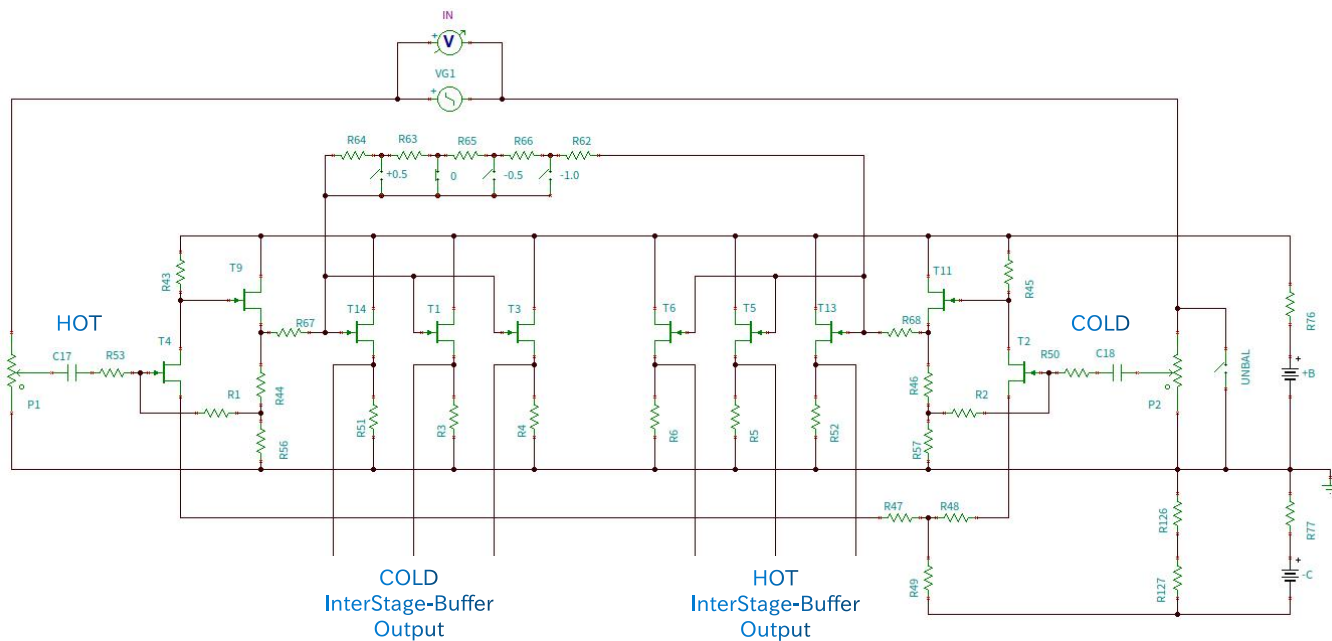 IN
V
VG1
R64
R63
R65
R66
R62
+0.5
0
-0.5
-1.0
R43
T9
T11
R45
HOT
R67
T14
T1
T3
T6
T5
T13
R68
COLD
R76
C17
R53
T4
T2
R50
C18
UNBAL
+B
P1
R1
R44
R46
R2
P2
R56
R51
R3
R4
R6
R5
R52
R57
R47
R48
R126
R77
R49
R127
-C
COLD
InterStage-Buffer
Output
HOT
InterStage-Buffer
Output